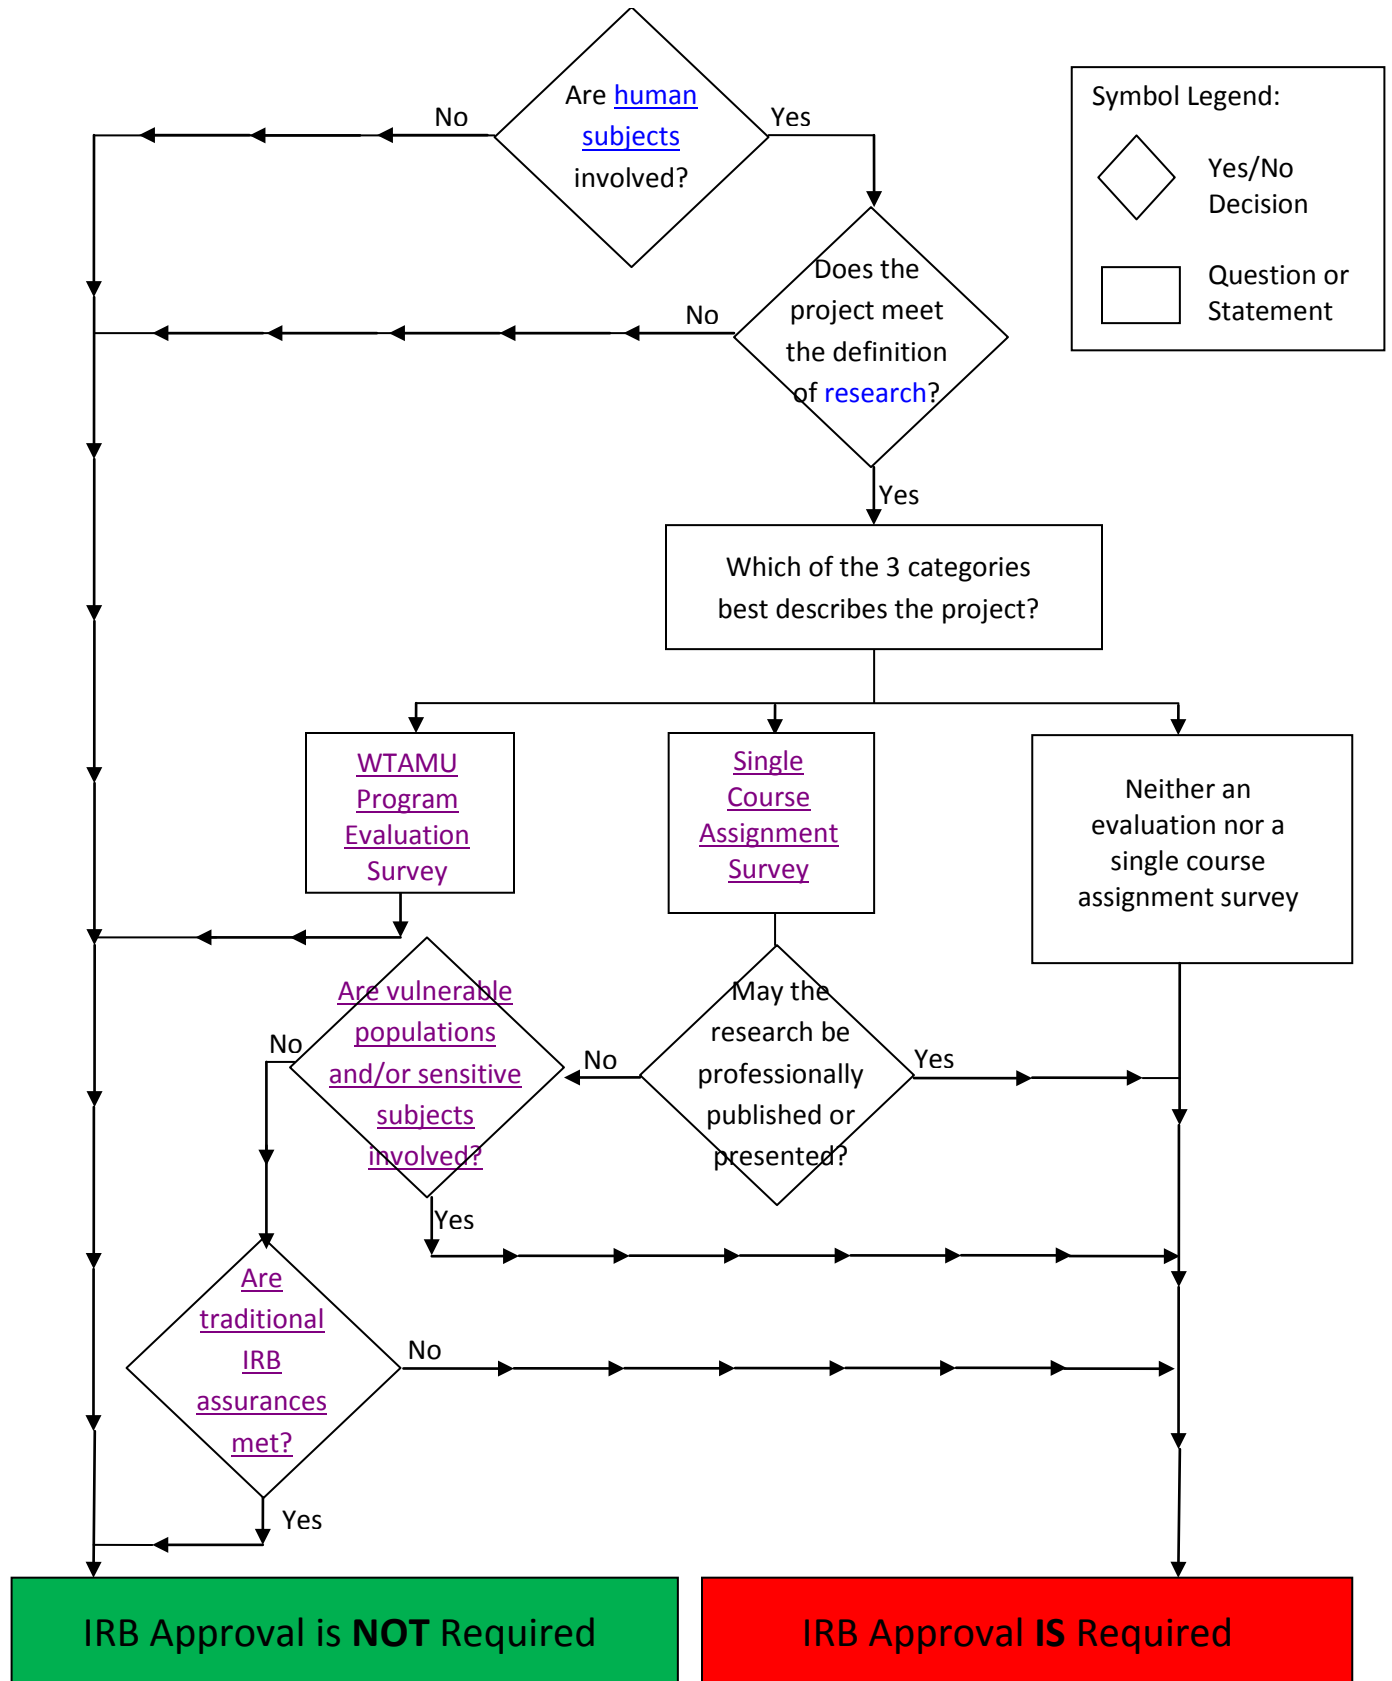 Are human
subjects
involved?
No
Yes
Symbol Legend:
Yes/No
Decision
Question or
Statement
Does the
project meet
the definition
of research?
No
Yes
Which of the 3 categories
best describes the project?
WTAMU
Program
Evaluation
Survey
Single
Course
Assignment
Survey
Neither an
evaluation nor a
single course
assignment survey
Are vulnerable
populations
and/or sensitive
subjects
involved?
No
Yes
May the
research be
professionally
published or
presented?
No
Yes
Are
traditional
IRB
assurances
met?
No
Yes
IRB Approval is NOT Required
IRB Approval IS Required